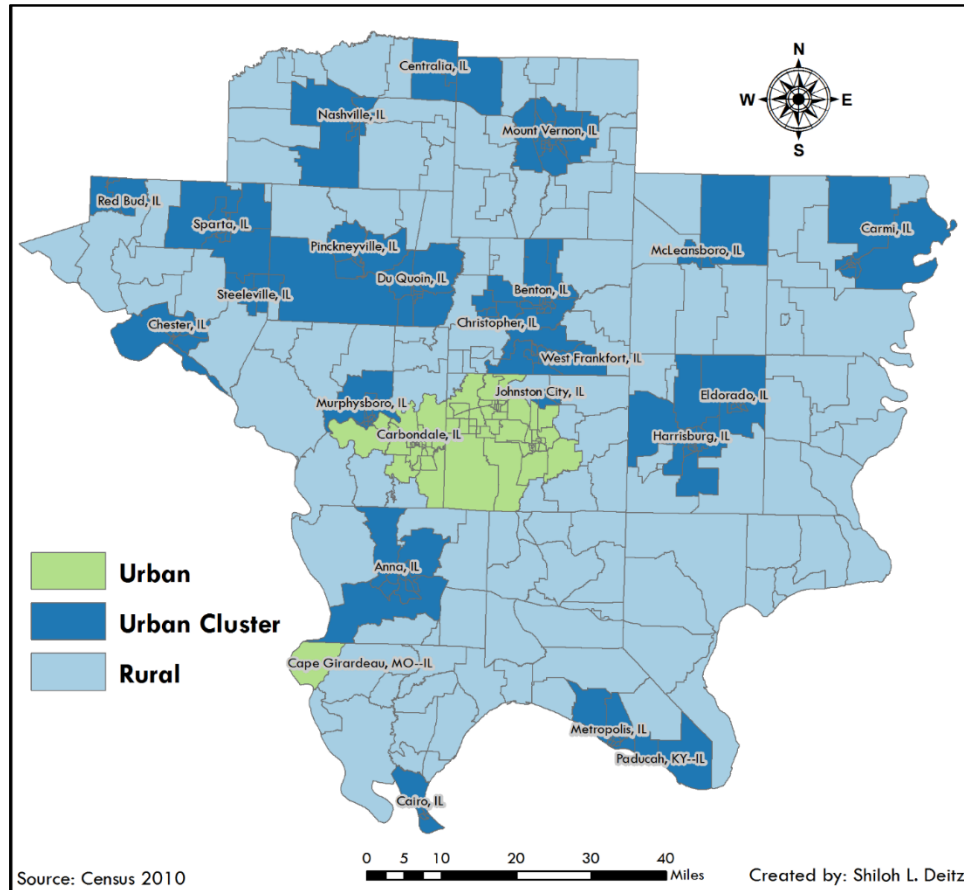 N
W E
S
Centralia, IL
Nashville, IL
Mount Vernon, IL
Red Bud, IL
Sparta, IL
Carmi, IL
Pinckneyville, IL
McLeansboro, IL
Du Quoin, IL
Steeleville, IL
Benton, IL
Chester, IL
Christopher, IL
West Frankfort, IL
Johnston City, IL
Murphysboro, IL
Eldorado, IL
Carbondale, IL
Harrisburg, IL
Anna, IL
Urban
Urban Cluster
Rural
Cape Girardeau, MO--IL
Metropolis, IL
Paducah, KY--IL
Cairo, IL
0 5 10 20 30 40
Miles
Source: Census 2010
Created by: Shiloh L. Deitz